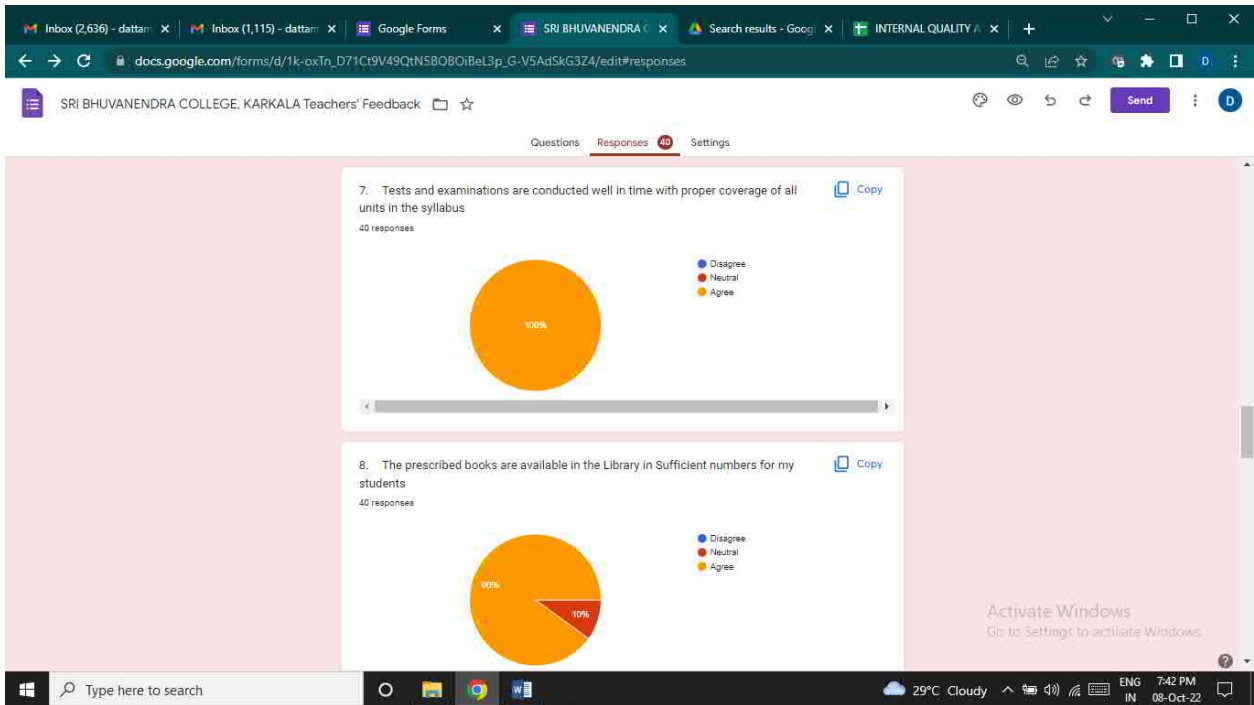 Inbox (2,636) - dattam
Inbox (1,115) - dattam
Google Forms
SRI BHUVANENDRA C
Search results - Goog
INTERNAL QUALITY A
docs.google.com/forms/d/1k-oxTn_D71Ct9V49QtN5BOBOiBeL3p_G-V5AdSkG3Z4/edit#responses
D
SRI BHUVANENDRA COLLEGE, KARKALA Teachers' Feedback
Send
D
Questions Responses 40 Settings
7. Tests and examinations are conducted well in time with proper coverage of all
units in the syllabus
Copy
40 responses
Disagree
Neutral
Agree
100%
8. The prescribed books are available in the Library in Sufficient numbers for my
students
Copy
40 responses
Disagree
Neutral
Agree
90%
10%
Activate Windows
Go to Settings to activate Windows.
Type here to search
29°C Cloudy
ENG
IN
7:42 PM
08-Oct-22